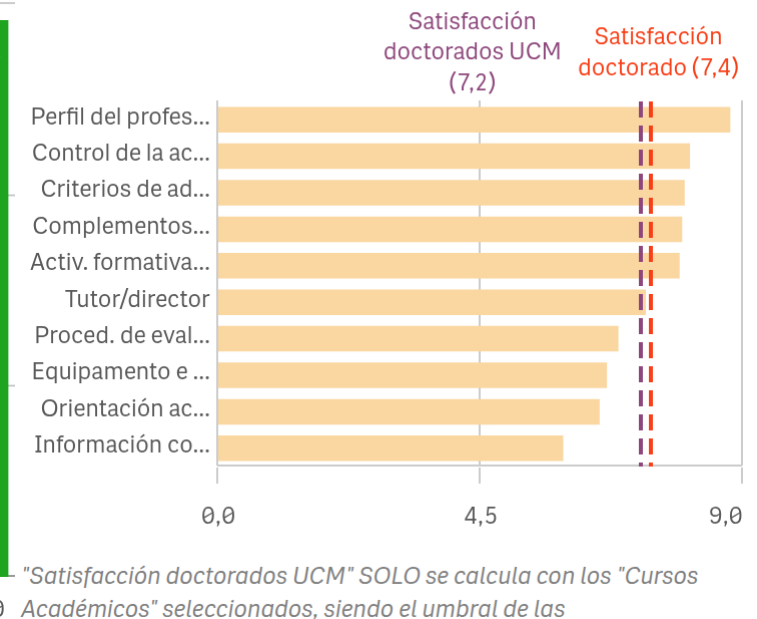 Satisfacción
doctorados UCM
(7,2)
Satisfacción
doctorado (7,4)
Perfil del profes...
Control de la ac...
Criterios de ad...
Complementos...
Activ. formativa...
Tutor/director
Proced. de eval...
Equipamento e ...
Orientación ac...
Información co...
0,0 4,5 9,0
"Satisfacción doctorados UCM" SOLO se calcula con los "Cursos
Académicos" seleccionados, siendo el umbral de las